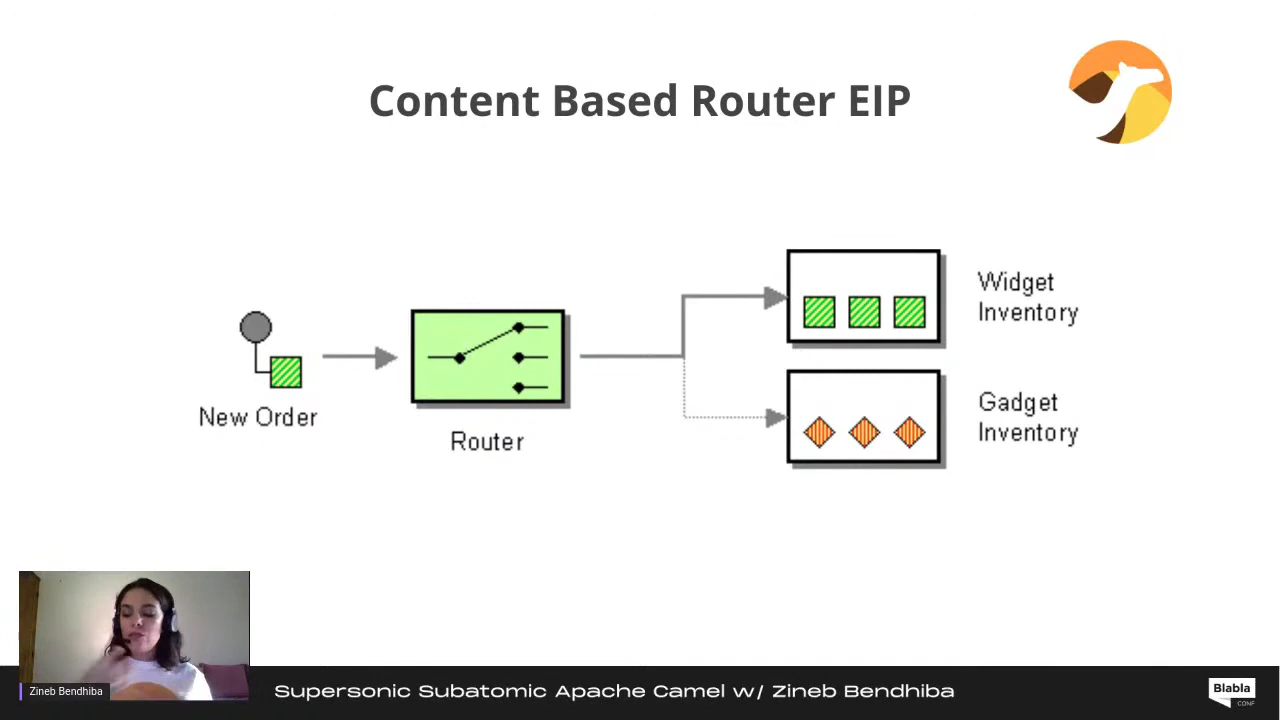 Content Based Router EIP
New Order
Router
Widget
Inventory
Gadget
Inventory
Zineb Bendhiba
Supersonic Subatomic Apache Camel w/ Zineb Bendhiba
Blabla
CONF